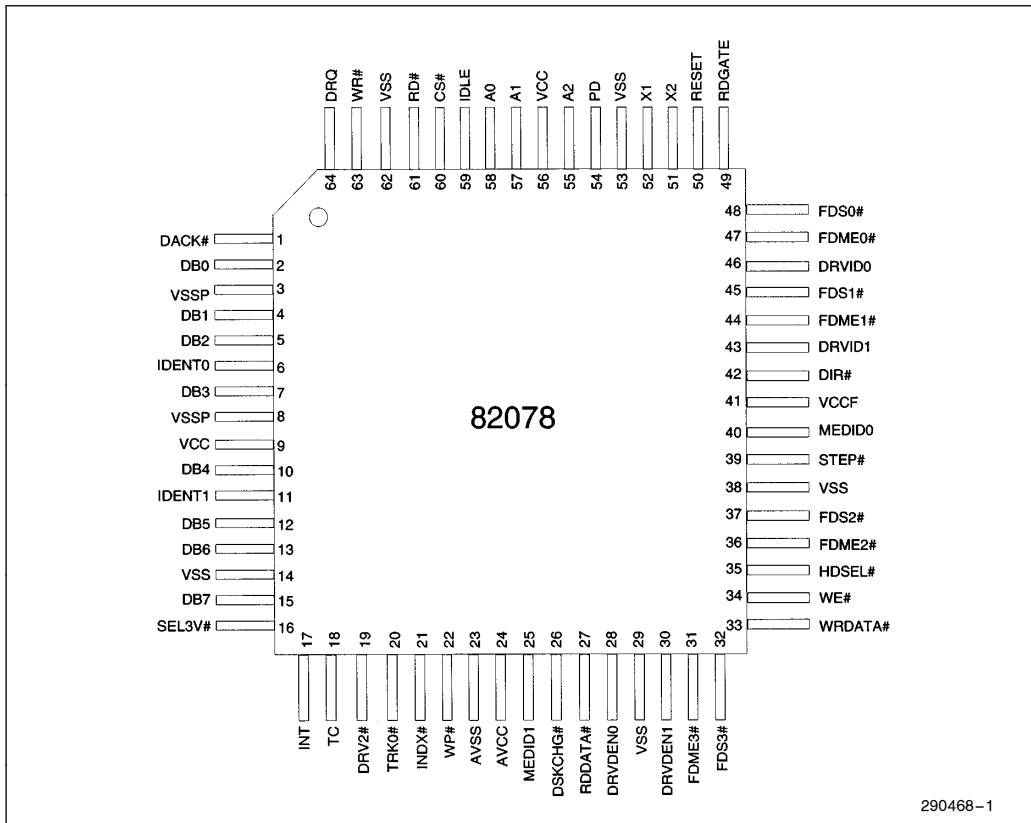 DRQ WR# VSS RD# CS# IDLE A0 A1 VCC A2 PD VSS X1 X2 RESET RDGATE
64 63 62 61 60 59 58 57 56 55 54 53 52 51 50 49
DACK# 1
DB0 2
VSSP 3
DB1 4
DB2 5
IDENT0 6
DB3 7
VSSP 8
VCC 9
DB4 10
IDENT1 11
DB5 12
DB6 13
VSS 14
DB7 15
SEL3V# 16
82078
48 FDS0#
47 FDME0#
46 DRVID0
45 FDS1#
44 FDME1#
43 DRVID1
42 DIR#
41 VCCF
40 MEDID0
39 STEP#
38 VSS
37 FDS2#
36 FDME2#
35 HDSEL#
34 WE#
33 WRDATA#
17 18 19 20 21 22 23 24 25 26 27 28 29 30 31 32
INT TC DRV2# TRK0# INDX# WP# AVSS AVCC MEDID1 DSKCHG# RDDATA# DRVDEN0 VSS DRVDEN1 FDME3# FDS3#
290468-1